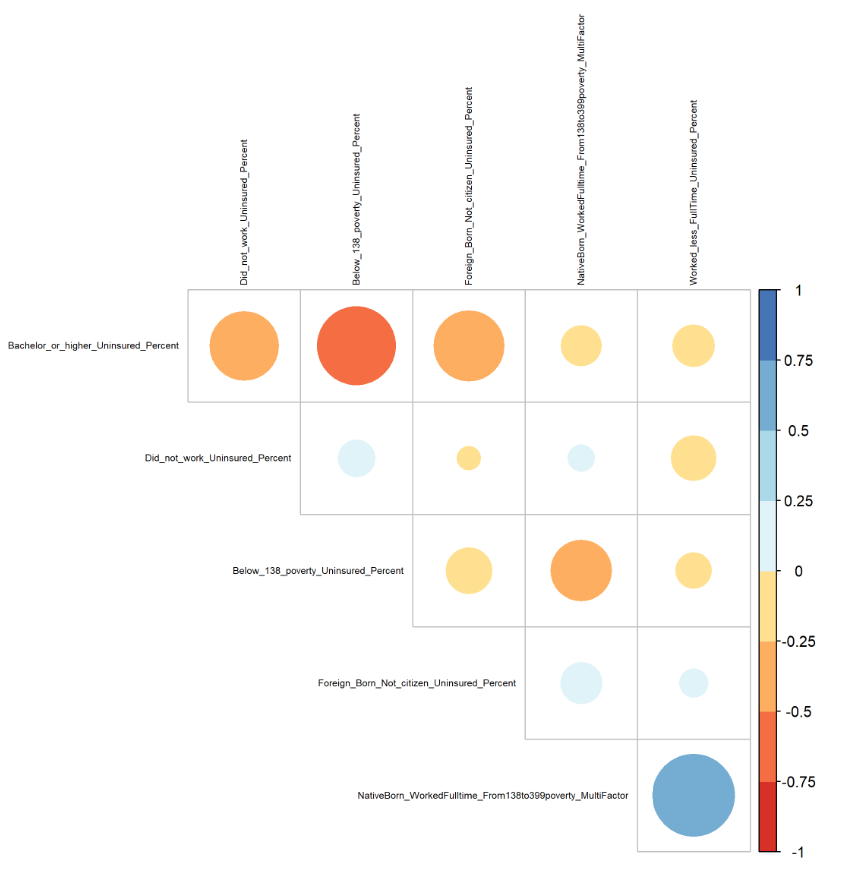 Did_not_work_Uninsured_Percent
Below_138_poverty_Uninsured_Percent
Foreign_Born_Not_citizen_Uninsured_Percent
NativeBorn_WorkedFulltime_From138to399poverty_MultiFactor
Worked_less_FullTime_Uninsured_Percent
Bachelor_or_higher_Uninsured_Percent
Did_not_work_Uninsured_Percent
Below_138_poverty_Uninsured_Percent
Foreign_Born_Not_citizen_Uninsured_Percent
NativeBorn_WorkedFulltime_From138to399poverty_MultiFactor
1
0.75
0.5
0.25
0
-0.25
-0.5
-0.75
-1